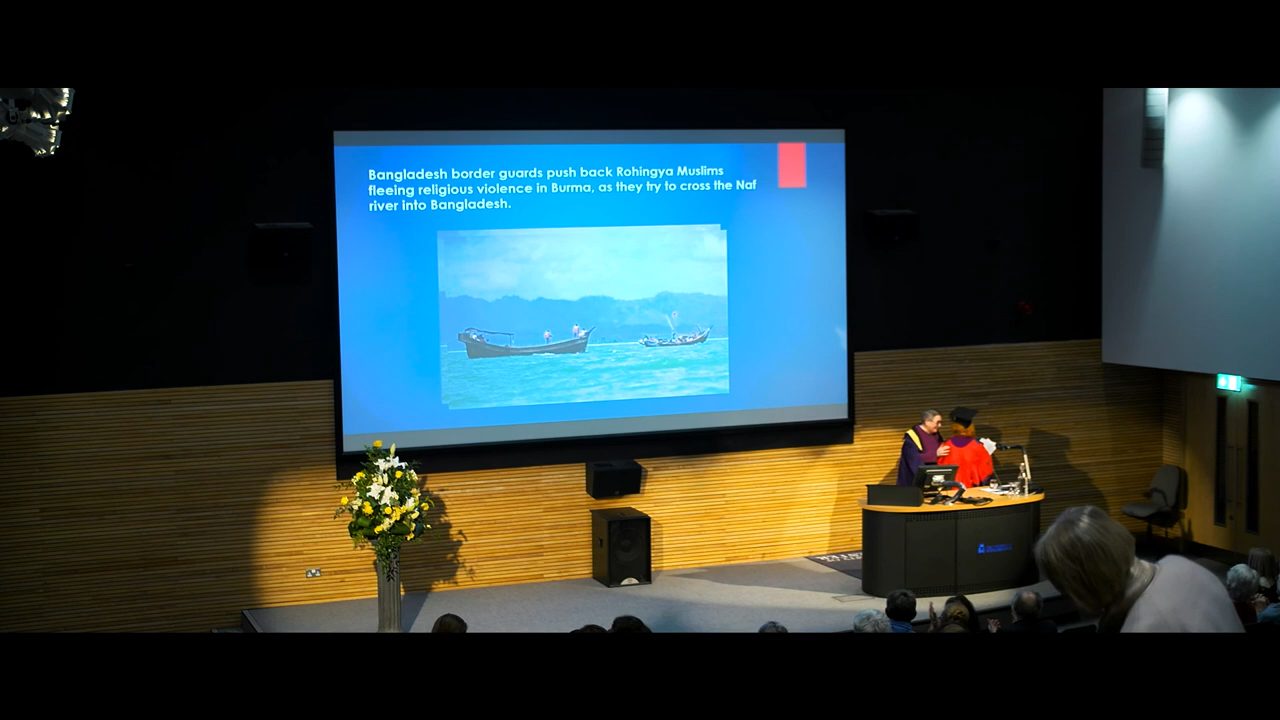 Bangladesh border guards push back Rohingya Muslims
fleeing religious violence in Burma, as they try to cross the Naf
river into Bangladesh.